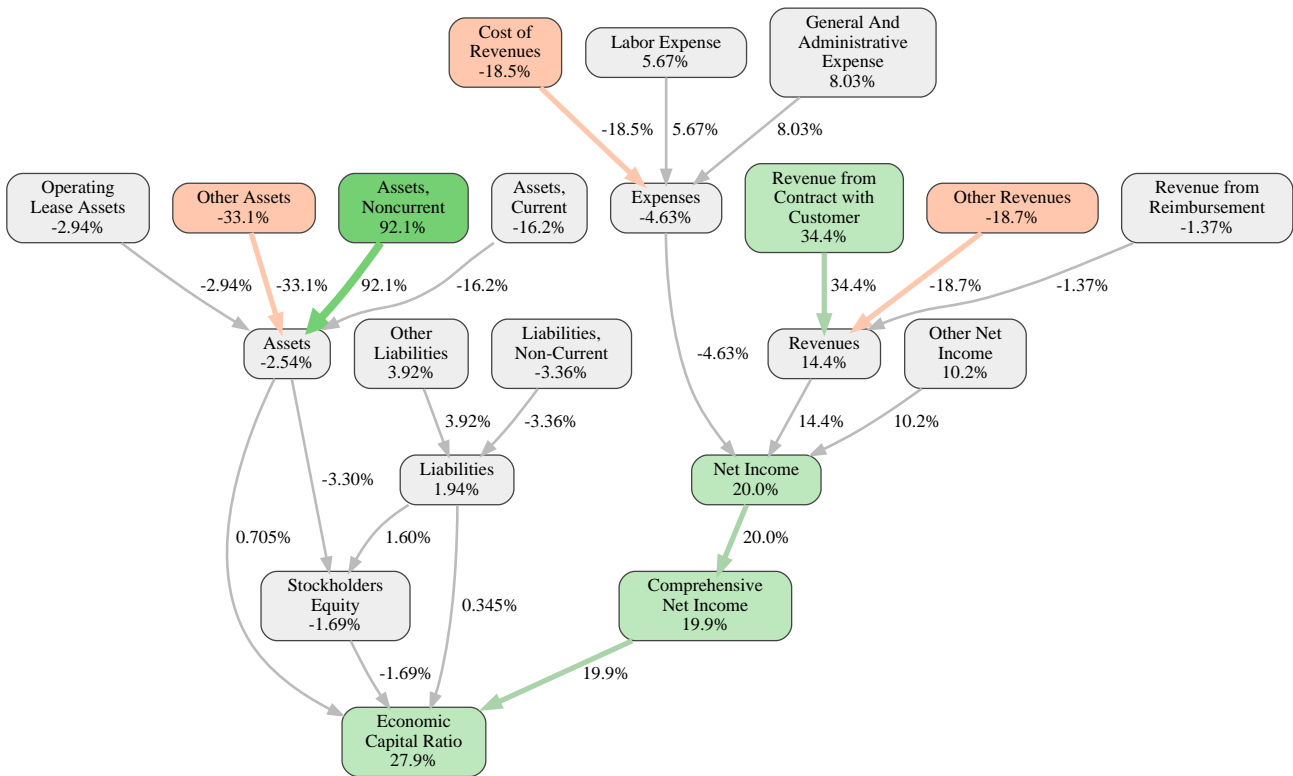 Cost of
Revenues
-18.5%
Labor Expense
5.67%
General And
Administrative
Expense
8.03%
-18.5%
5.67%
8.03%
Operating
Lease Assets
-2.94%
Other Assets
-33.1%
Assets,
Noncurrent
92.1%
Assets,
Current
-16.2%
Expenses
-4.63%
Revenue from
Contract with
Customer
34.4%
Other Revenues
-18.7%
Revenue from
Reimbursement
-1.37%
-2.94%
-33.1%
92.1%
-16.2%
34.4%
-18.7%
-1.37%
Assets
-2.54%
Other
Liabilities
3.92%
Liabilities,
Non-Current
-3.36%
-4.63%
Revenues
14.4%
Other Net
Income
10.2%
3.92%
-3.36%
14.4%
10.2%
-3.30%
Liabilities
1.94%
Net Income
20.0%
0.705%
1.60%
20.0%
Stockholders
Equity
-1.69%
0.345%
Comprehensive
Net Income
19.9%
-1.69%
19.9%
Economic
Capital Ratio
27.9%